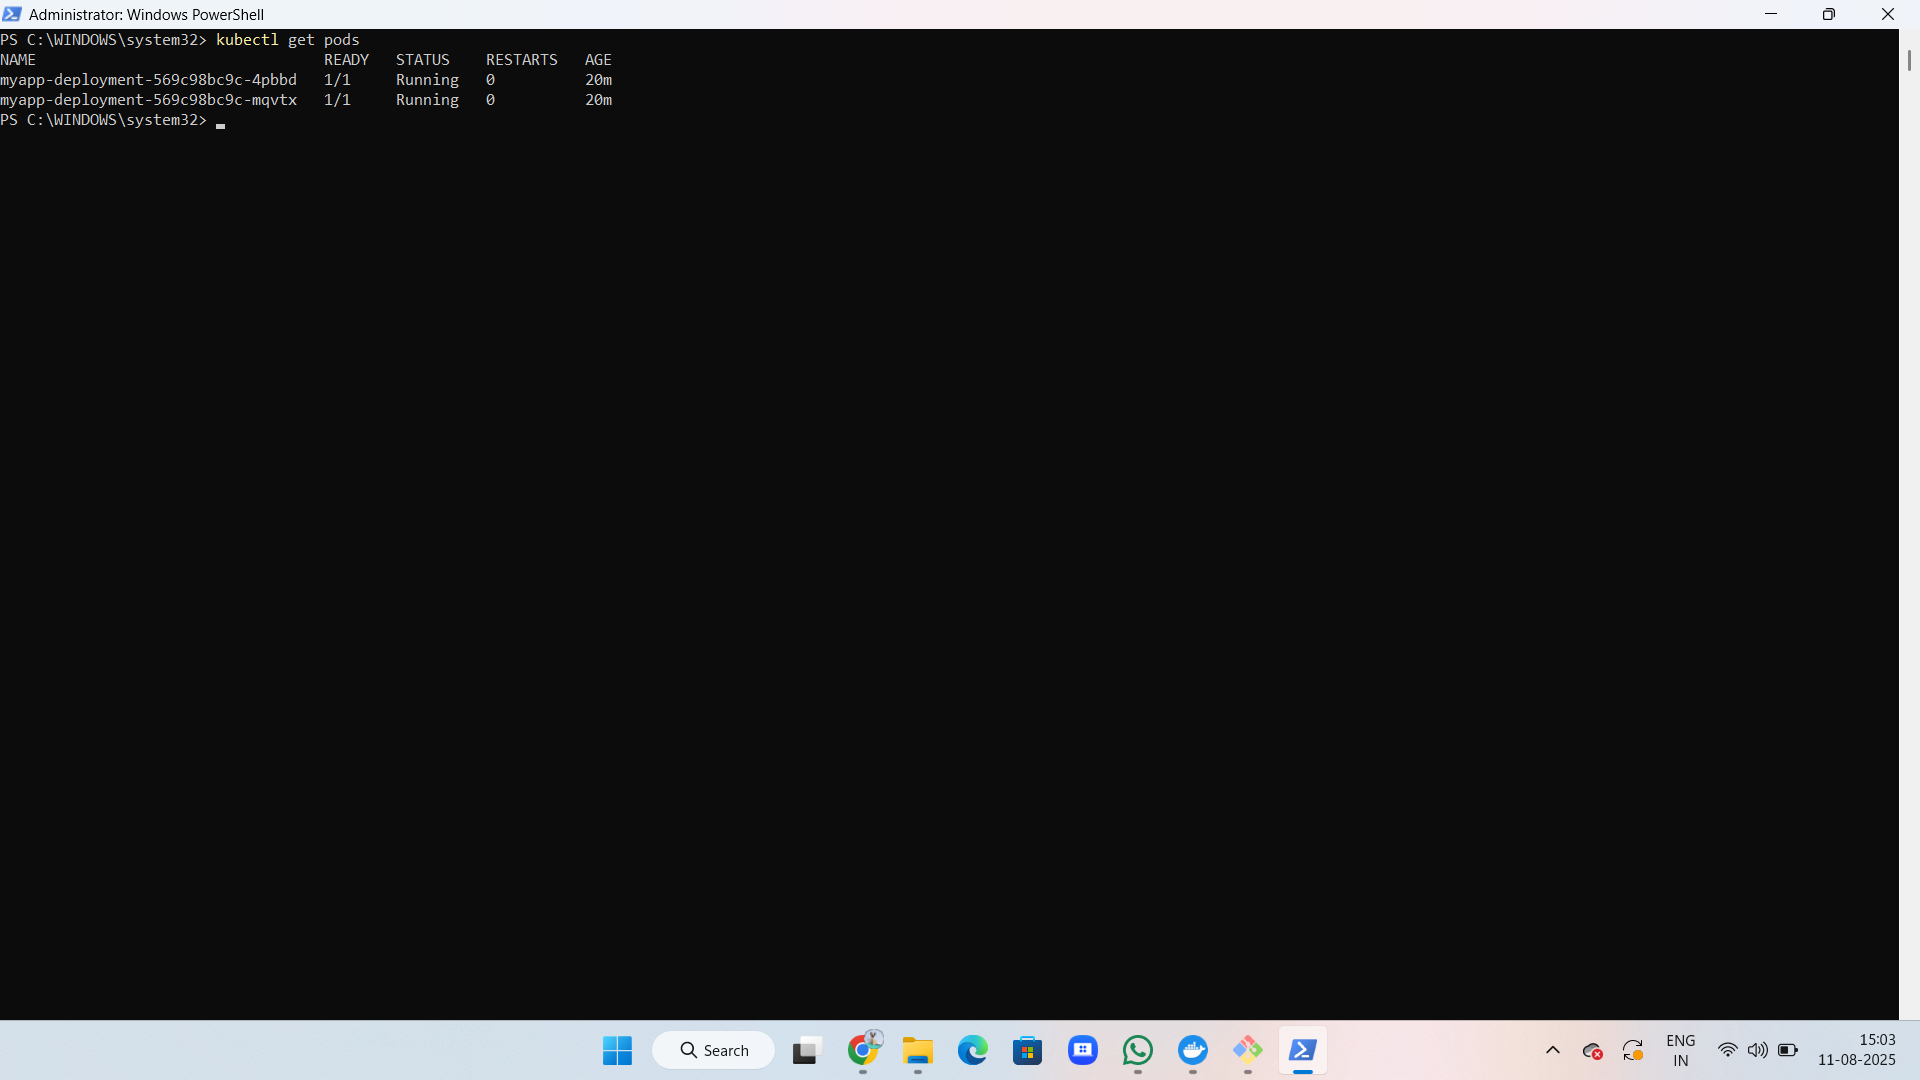 Administrator: Windows PowerShell
PS C:\WINDOWS\system32> kubectl get pods
NAME READY STATUS RESTARTS AGE
myapp-deployment-569c98bc9c-4pbbd 1/1 Running 0 20m
myapp-deployment-569c98bc9c-mqvtx 1/1 Running 0 20m
PS C:\WINDOWS\system32>
Search
ENG
IN
15:03
11-08-2025